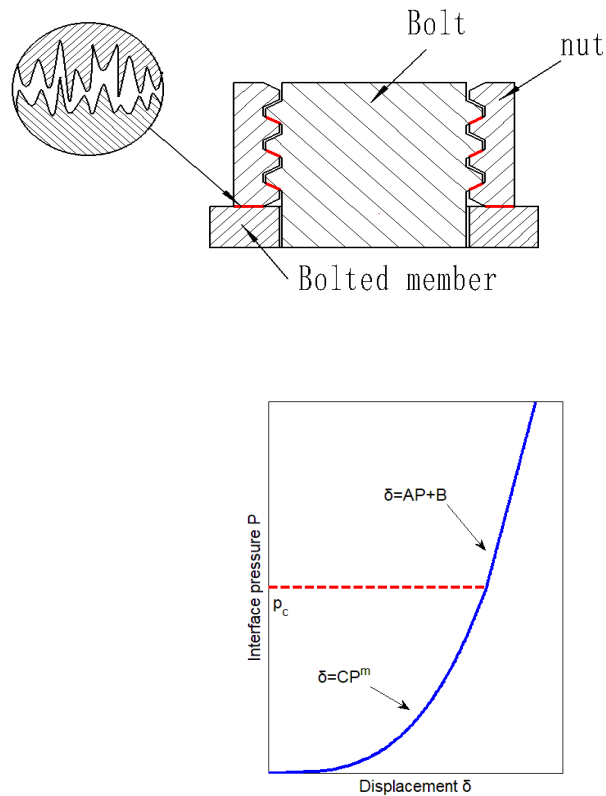 Bolt
nut
Bolted member
δ=AP+B
p_c
δ=CP^m
Interface pressure P
Displacement δ